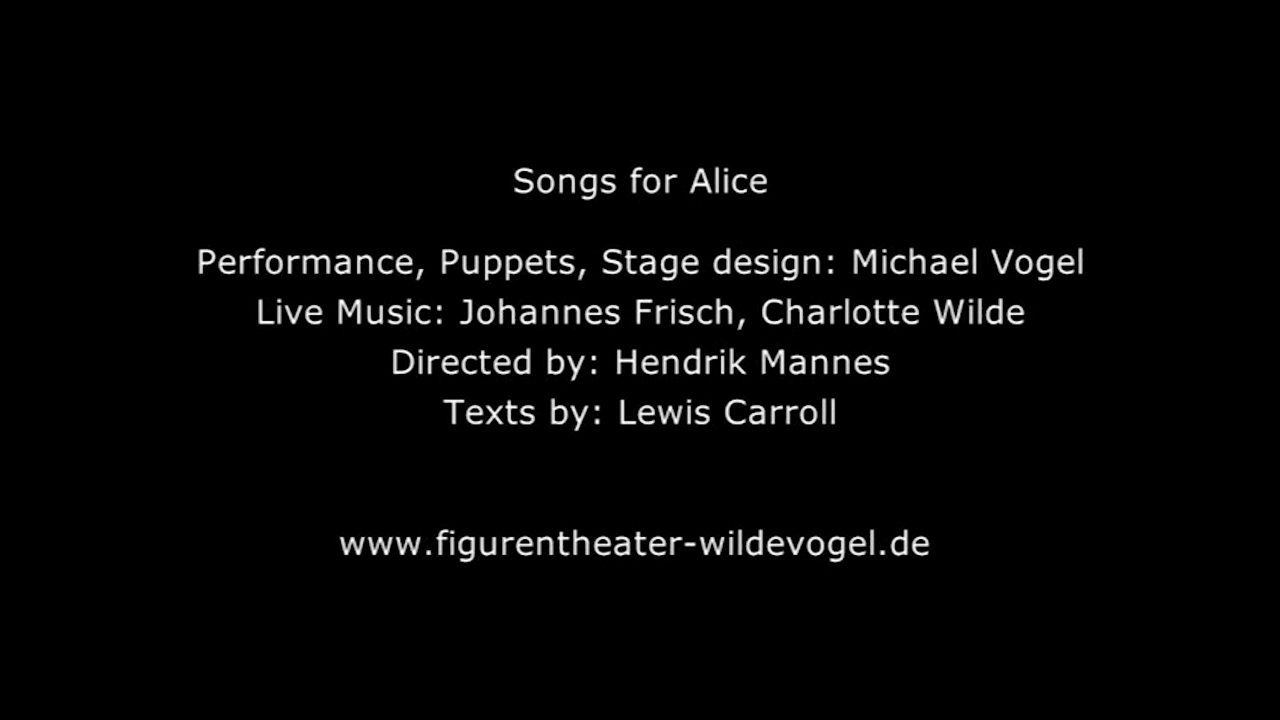 Songs for Alice
Performance, Puppets, Stage design: Michael Vogel
Live Music: Johannes Frisch, Charlotte Wilde
Directed by: Hendrik Mannes
Texts by: Lewis Carroll
www.figurentheater-wildevogel.de